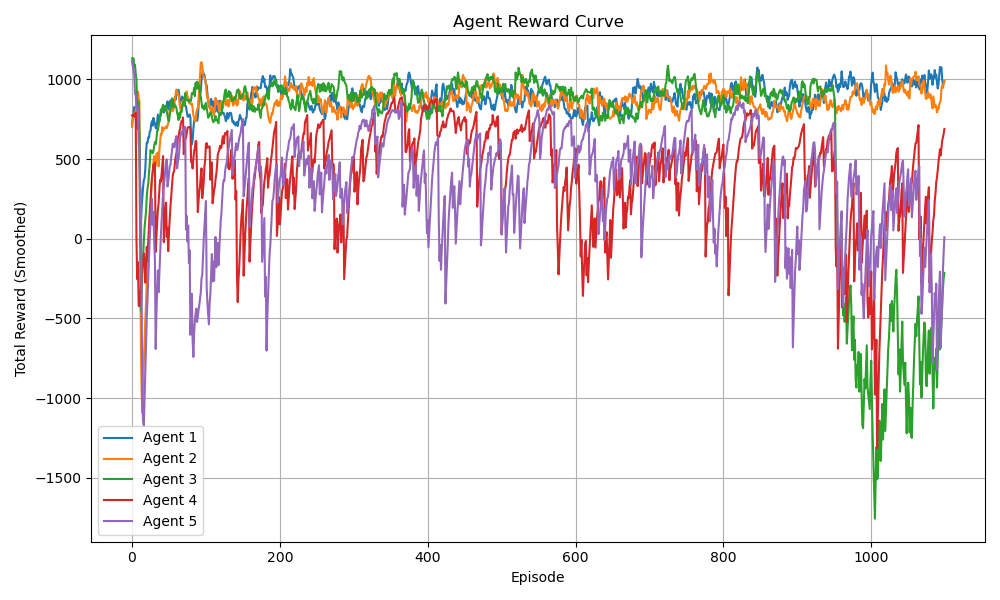 Agent Reward Curve
Total Reward (Smoothed)
1000
500
0
−500
−1000
−1500
Agent 1
Agent 2
Agent 3
Agent 4
Agent 5
0 200 400 600 800 1000
Episode